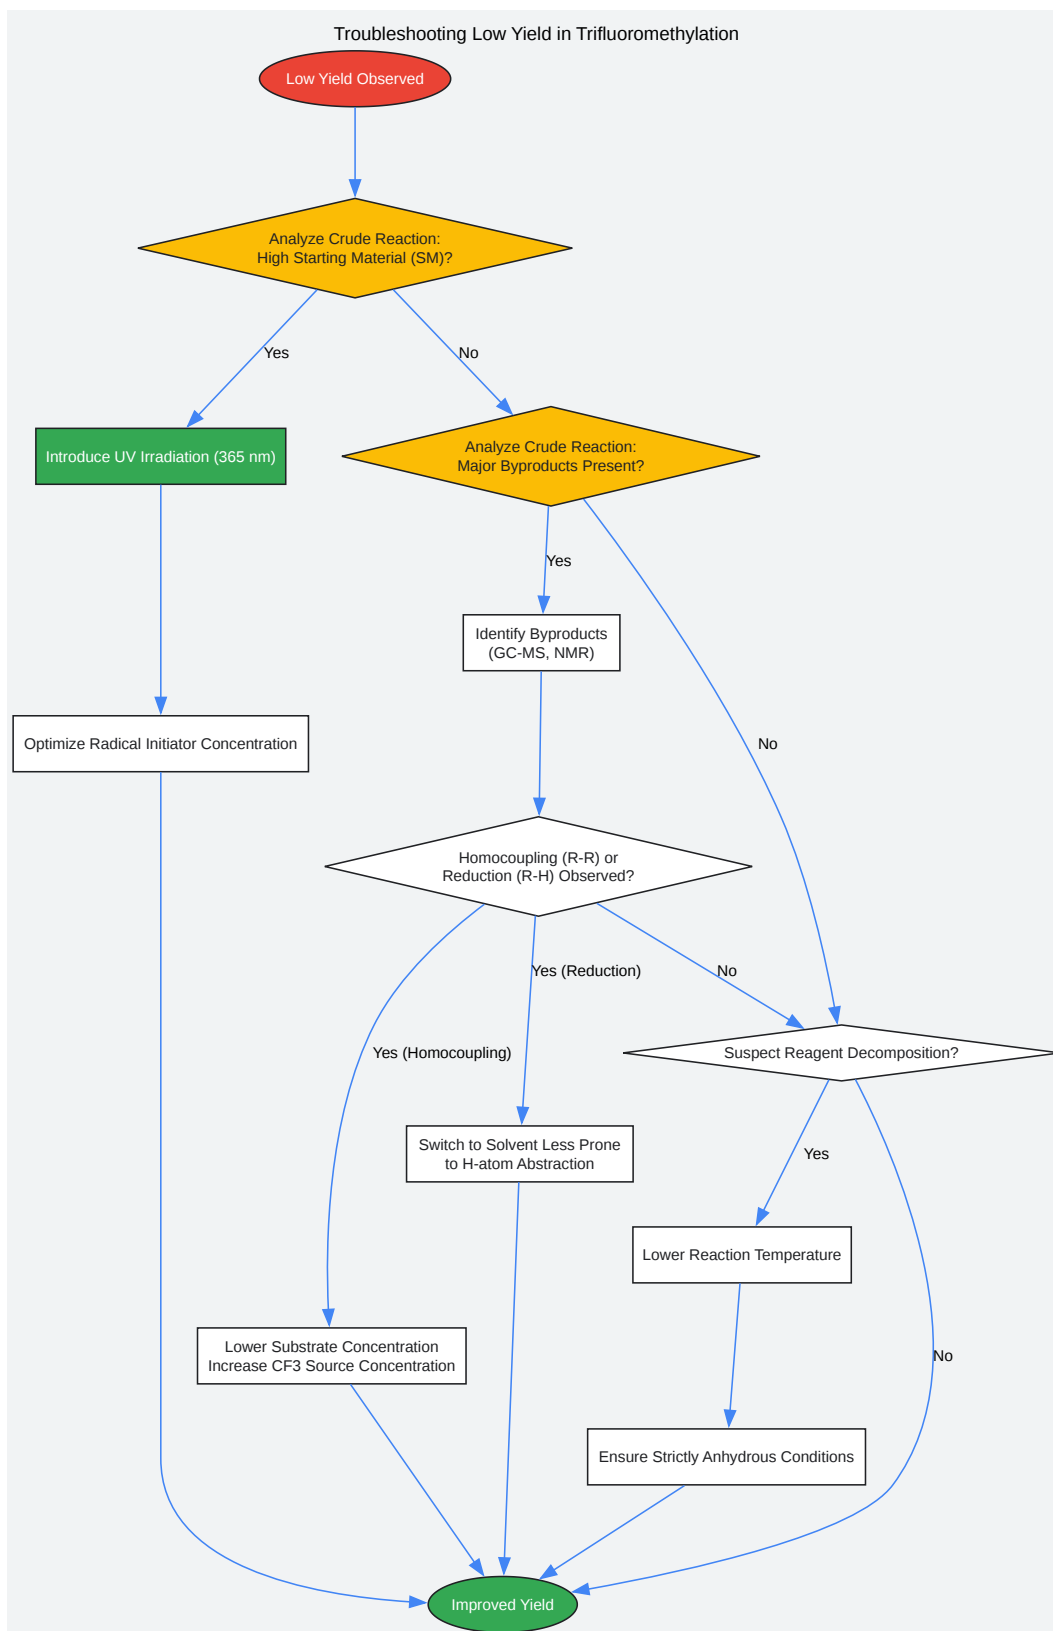 Troubleshooting Low Yield in Trifluoromethylation
Low Yield Observed
Analyze Crude Reaction:
High Starting Material (SM)?
Yes
No
Introduce UV Irradiation (365 nm)
Analyze Crude Reaction:
Major Byproducts Present?
Yes
Identify Byproducts
(GC-MS, NMR)
No
Optimize Radical Initiator Concentration
Homocoupling (R-R) or
Reduction (R-H) Observed?
Yes (Reduction)
No
Yes (Homocoupling)
Suspect Reagent Decomposition?
Switch to Solvent Less Prone
to H-atom Abstraction
Yes
Lower Reaction Temperature
Lower Substrate Concentration
Increase CF3 Source Concentration
No
Ensure Strictly Anhydrous Conditions
Improved Yield